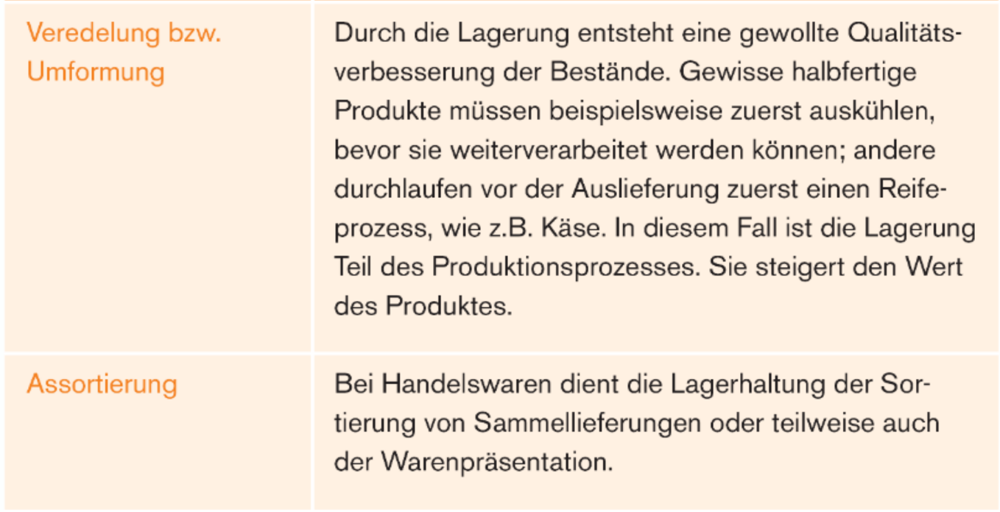 Veredelung bzw.
Umformung
Durch die Lagerung entsteht eine gewollte Qualitäts-
verbesserung der Bestände. Gewisse halbfertige
Produkte müssen beispielsweise zuerst auskühlen,
bevor sie weiterverarbeitet werden können; andere
durchlaufen vor der Auslieferung zuerst einen Reife-
prozess, wie z.B. Käse. In diesem Fall ist die Lagerung
Teil des Produktionsprozesses. Sie steigert den Wert
des Produktes.
Assortierung
Bei Handelswaren dient die Lagerhaltung der Sor-
tierung von Sammellieferungen oder teilweise auch
der Warenpräsentation.